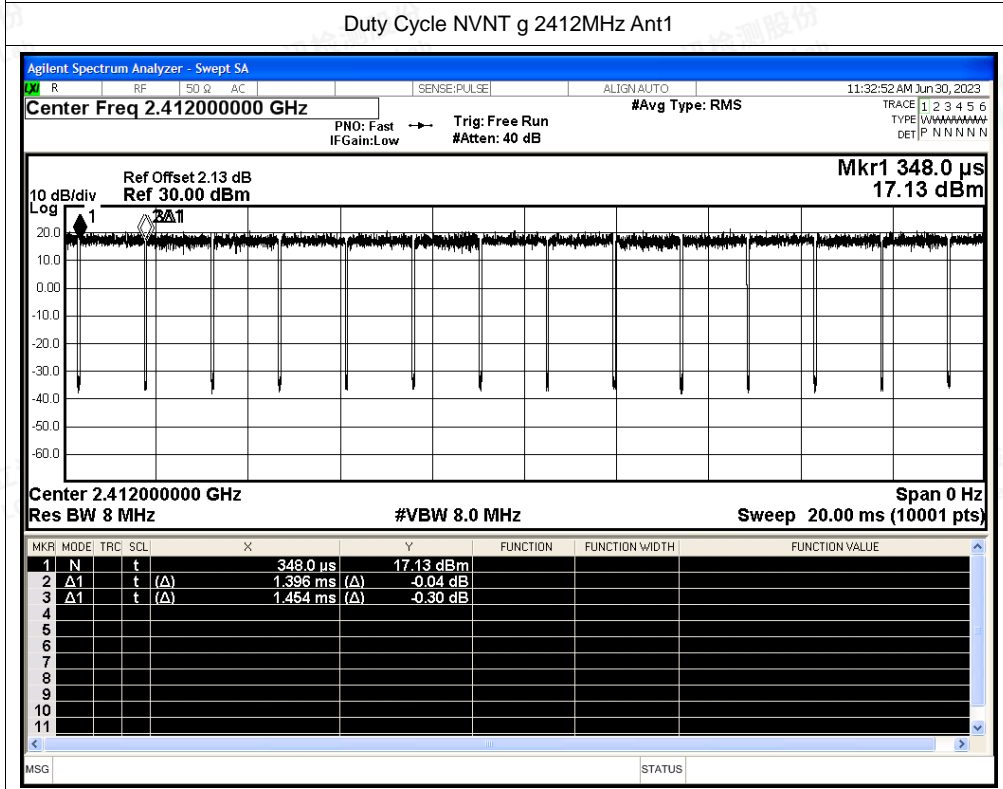 Duty Cycle NVNT g 2412MHz Ant1
Agilent Spectrum Analyzer - Swept SA
LXI R RF 50 Ω AC SENSE:PULSE ALIGN AUTO 11:32:52 AM Jun 30, 2023
Center Freq 2.412000000 GHz #Avg Type: RMS TRACE 1 2 3 4 5 6
PNO: Fast Trig: Free Run TYPE WWWWWW
IFGain:Low #Atten: 40 dB DET P N N N N N
Mkr1 348.0 µs
Ref Offset 2.13 dB
10 dB/div Ref 30.00 dBm 17.13 dBm
Log
1 3Δ1
20.0
10.0
0.00
-10.0
-20.0
-30.0
-40.0
-50.0
-60.0
Center 2.412000000 GHz Span 0 Hz
Res BW 8 MHz #VBW 8.0 MHz Sweep 20.00 ms (10001 pts)
MKR MODE TRC SCL X Y FUNCTION FUNCTION WIDTH FUNCTION VALUE
1 N t 348.0 µs 17.13 dBm
2 Δ1 t (Δ) 1.396 ms (Δ) -0.04 dB
3 Δ1 t (Δ) 1.454 ms (Δ) -0.30 dB
4
5
6
7
8
9
10
11
MSG STATUS